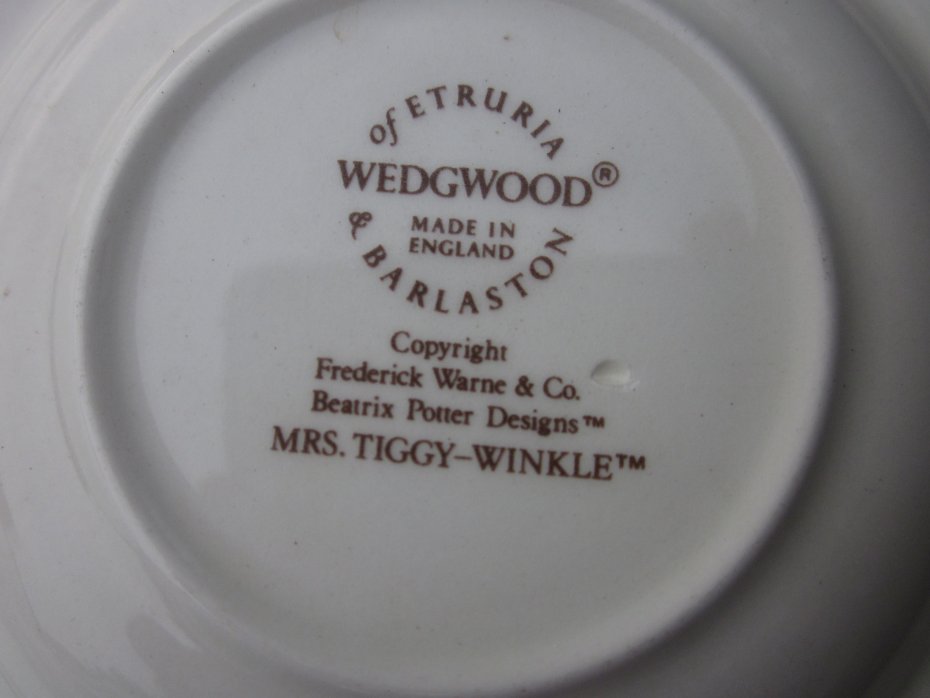 of ETRURIA
WEDGWOOD®
MADE IN
ENGLAND
& BARLASTON
Copyright
Frederick Warne & Co.
Beatrix Potter Designs™
MRS. TIGGY–WINKLE™